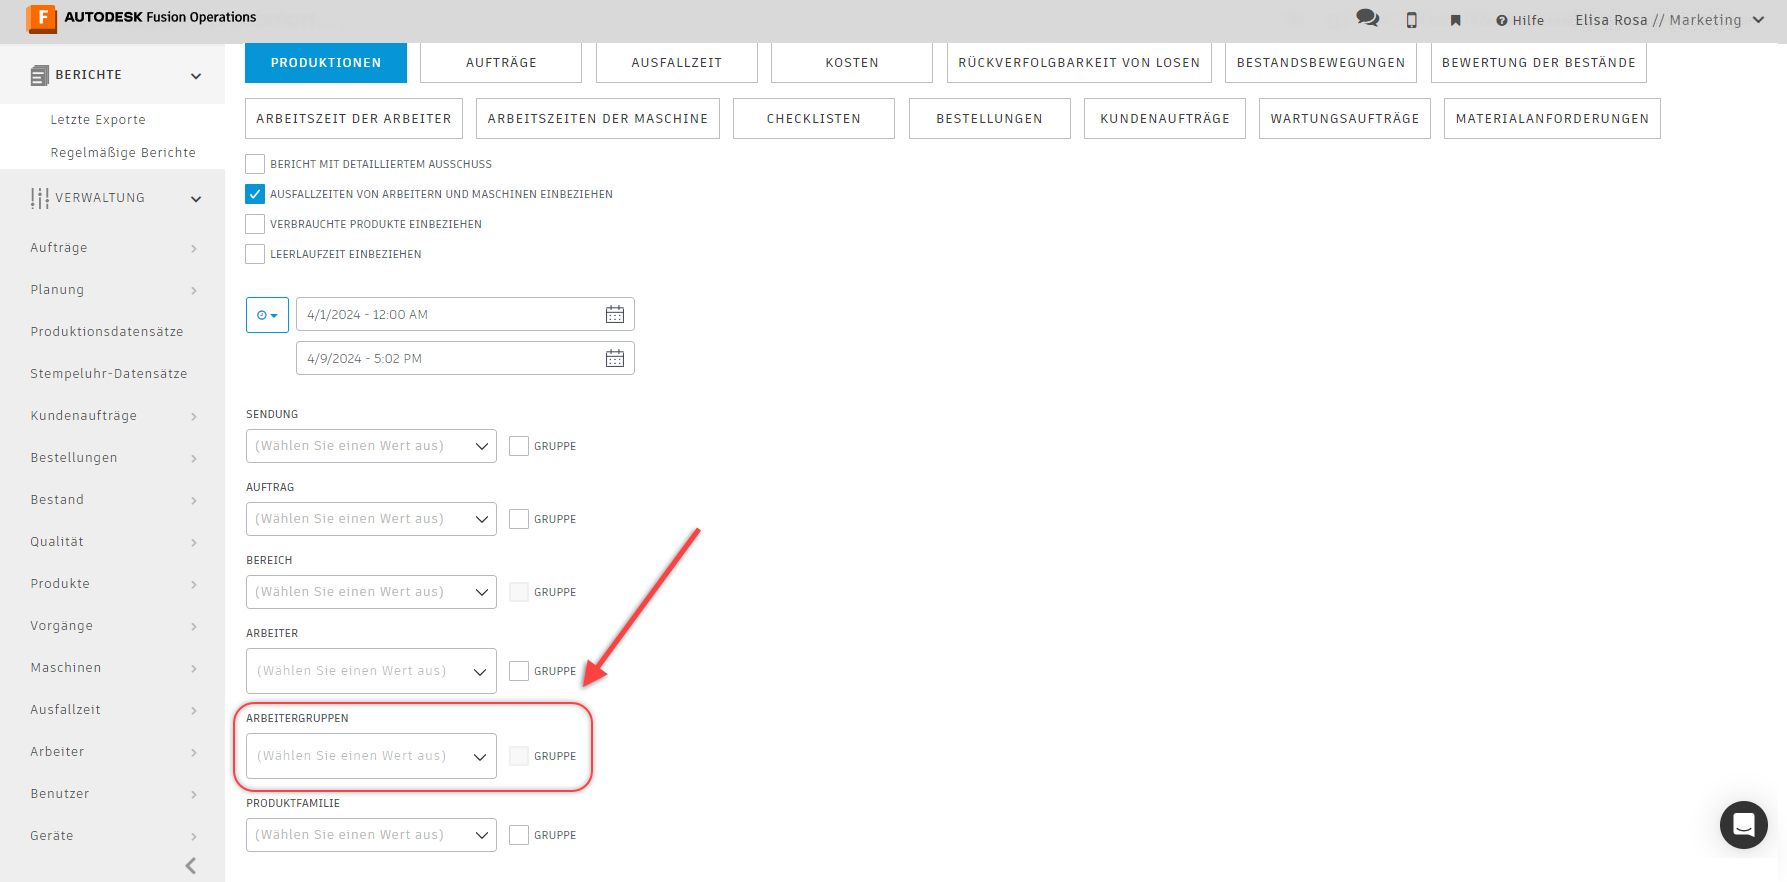 F AUTODESK Fusion Operations
Hilfe
Elisa Rosa // Marketing
BERICHTE
Letzte Exporte
Regelmäßige Berichte
VERWALTUNG
Aufträge
Planung
Produktionsdatensätze
Stempeluhr-Datensätze
Kundenaufträge
Bestellungen
Bestand
Qualität
Produkte
Vorgänge
Maschinen
Ausfallzeit
Arbeiter
Benutzer
Geräte
PRODUKTIONEN
AUFTRÄGE
AUSFALLZEIT
KOSTEN
RÜCKVERFOLGBARKEIT VON LOSEN
BESTANDSBEWEGUNGEN
BEWERTUNG DER BESTÄNDE
ARBEITSZEIT DER ARBEITER
ARBEITSZEITEN DER MASCHINE
CHECKLISTEN
BESTELLUNGEN
KUNDENAUFTRÄGE
WARTUNGSAUFTRÄGE
MATERIALANFORDERUNGEN
BERICHT MIT DETAILLIERTEM AUSSCHUSS
AUSFALLZEITEN VON ARBEITERN UND MASCHINEN EINBEZIEHEN
VERBRAUCHTE PRODUKTE EINBEZIEHEN
LEERLAUFZEIT EINBEZIEHEN
4/1/2024 - 12:00 AM
4/9/2024 - 5:02 PM
SENDUNG
(Wählen Sie einen Wert aus)
GRUPPE
AUFTRAG
(Wählen Sie einen Wert aus)
GRUPPE
BEREICH
(Wählen Sie einen Wert aus)
GRUPPE
ARBEITER
(Wählen Sie einen Wert aus)
GRUPPE
ARBEITERGRUPPEN
(Wählen Sie einen Wert aus)
GRUPPE
PRODUKTFAMILIE
(Wählen Sie einen Wert aus)
GRUPPE